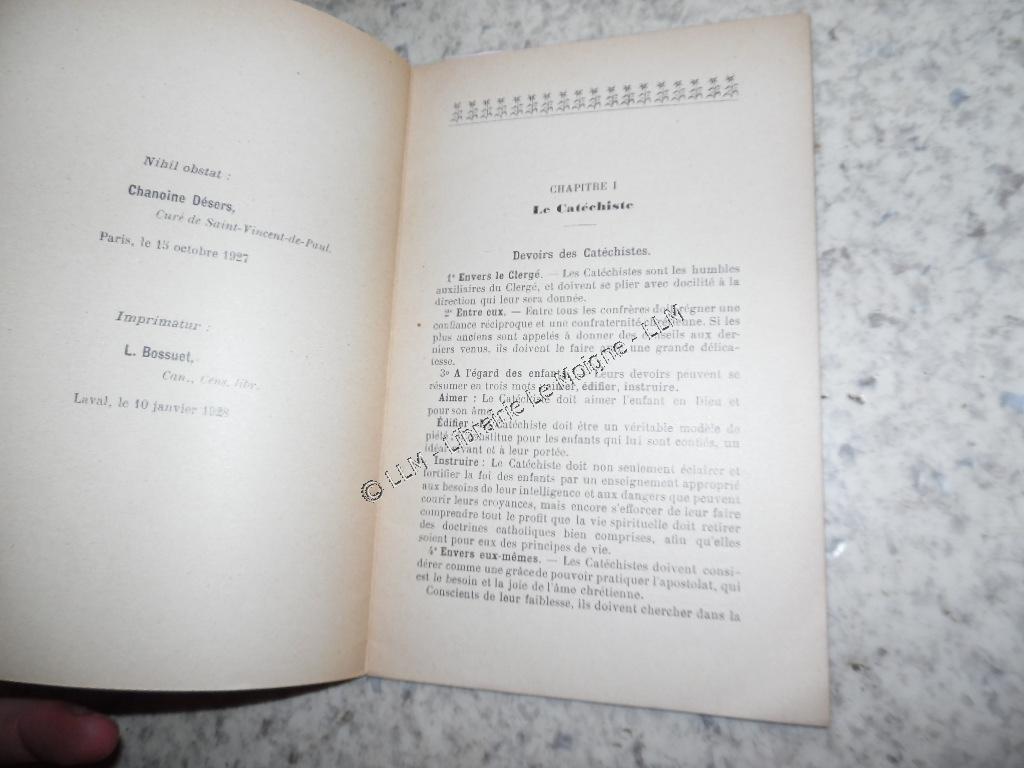 Nihil obstat :
Chanoine Désers,
Curé de Saint-Vincent-de-Paul.
Paris, le 15 octobre 1927
Imprimatur :
L. Bossuet,
Can., Cens. libr.
Laval, le 10 janvier 1928
CHAPITRE I
Le Catéchiste
Devoirs des Catéchistes.
1° Envers le Clergé. — Les Catéchistes sont les humbles
auxiliaires du Clergé, et doivent se plier avec docilité à la
direction qui leur sera donnée.
2° Entre eux. — Entre tous les confrères doit régner une
confiance réciproque et une confraternité chrétienne. Si les
plus anciens sont appelés à donner des conseils aux der-
niers venus, ils doivent le faire avec une grande délica-
tesse.
3° A l'égard des enfants. — Leurs devoirs peuvent se
résumer en trois mots : aimer, édifier, instruire.
Aimer : Le Catéchiste doit aimer l'enfant en Dieu et
pour son âme.
Édifier : Le Catéchiste doit être un véritable modèle de
piété ; constitue pour les enfants qui lui sont confiés, un
idéal vivant et à leur portée.
Instruire : Le Catéchiste doit non seulement éclairer et
fortifier la foi des enfants par un enseignement approprié
aux besoins de leur intelligence et aux dangers que peuvent
courir leurs croyances, mais encore s'efforcer de leur faire
comprendre tout le profit que la vie spirituelle doit retirer
des doctrines catholiques bien comprises, afin qu'elles
soient pour eux des principes de vie.
4° Envers eux-mêmes. — Les Catéchistes doivent consi-
dérer comme une grâce de pouvoir pratiquer l'apostolat, qui
est le besoin et la joie de l'âme chrétienne.
Conscients de leur faiblesse, ils doivent chercher dans la
© LLM - Librairie Le Moigne - LLM